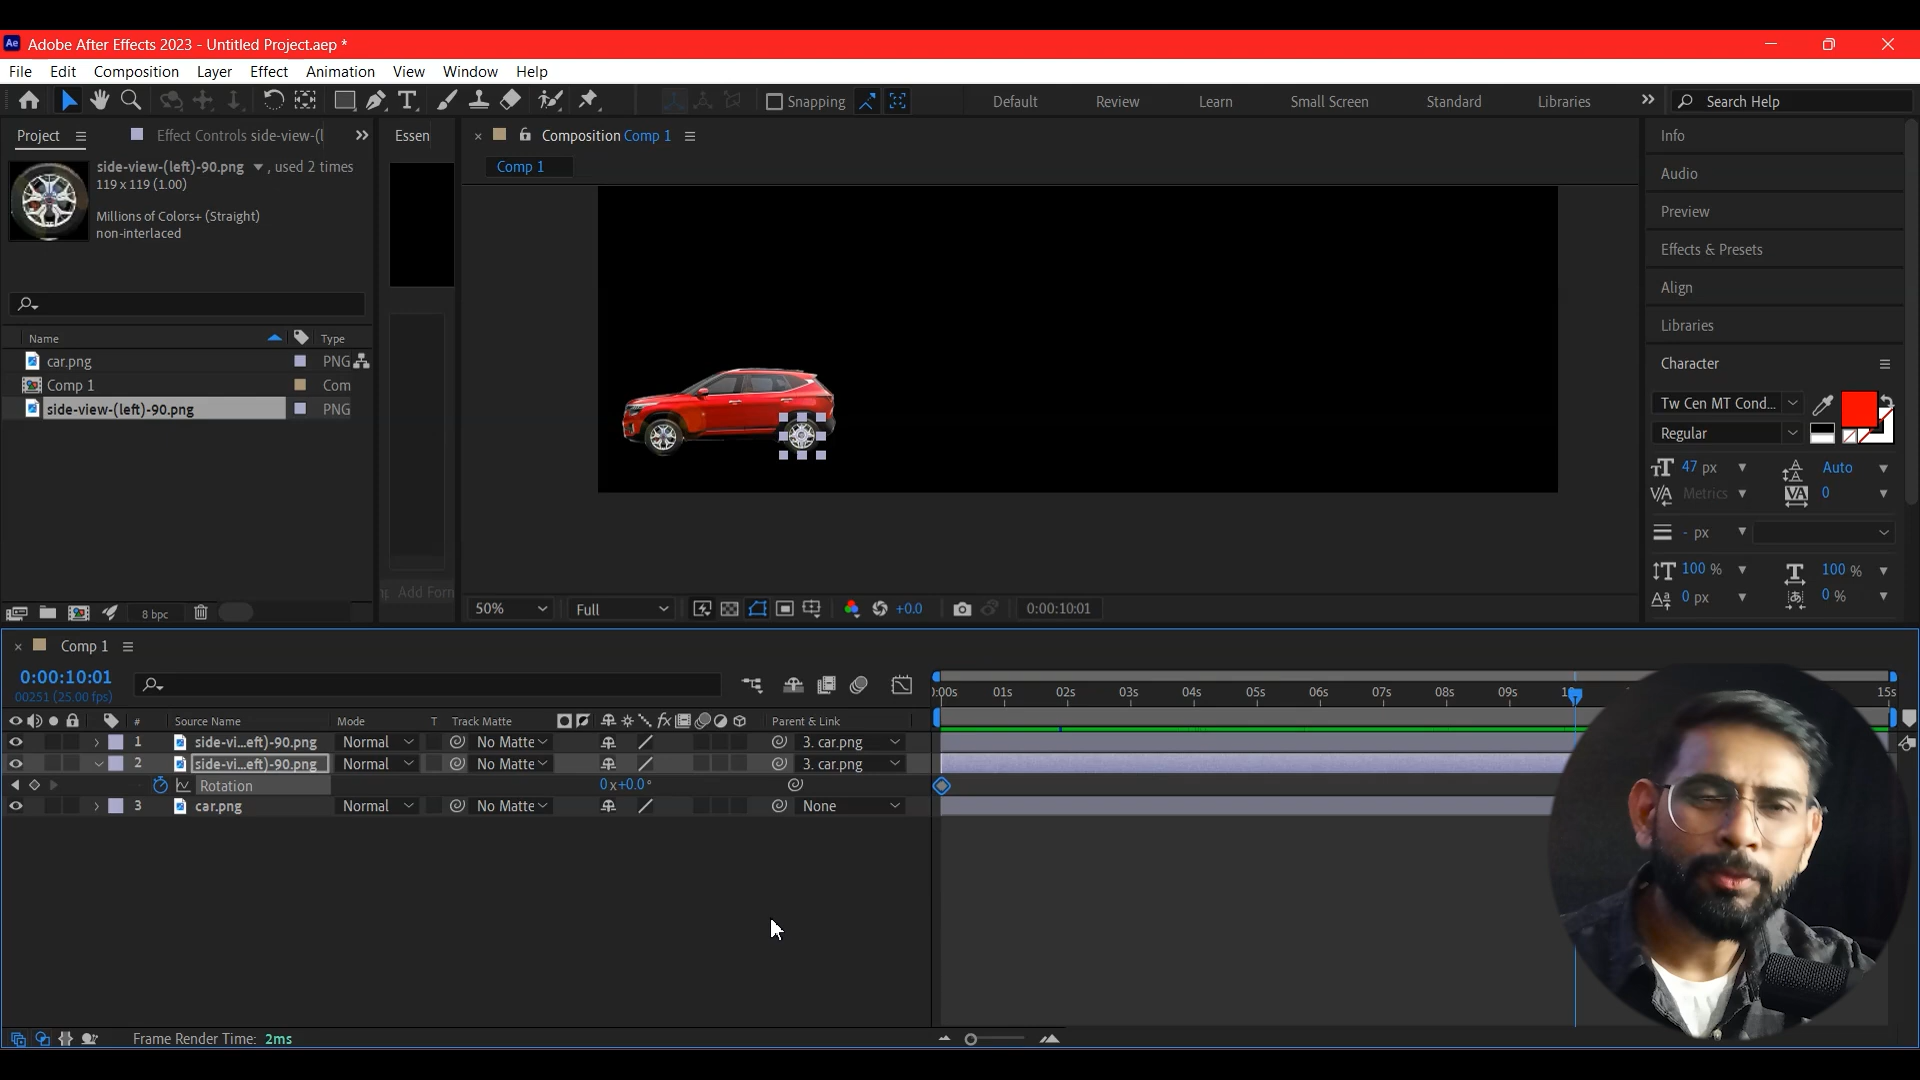 Ae Adobe After Effects 2023 - Untitled Project.aep *
File Edit Composition Layer Effect Animation View Window Help
Snapping Default Review Learn Small Screen Standard Libraries Search Help
Project Effect Controls side-view-(l Essen Composition Comp 1 Info
side-view-(left)-90.png , used 2 times Comp 1
119 x 119 (1.00) Audio
Millions of Colors+ (Straight) Preview
non-interlaced
Effects & Presets
Align
Libraries
Name Type
car.png PNG
Character
Comp 1 Com
side-view-(left)-90.png PNG Tw Cen MT Cond...
Regular
47 px Auto
Metrics 0
- px
100 % 100 %
0 px 0 %
Add Forn
8 bpc 50% Full +0.0 0:00:10:01
Comp 1
0:00:10:01
00251 (25.00 fps)
):00s 01s 02s 03s 04s 05s 06s 07s 08s 09s 15s
# Source Name Mode T Track Matte fx Parent & Link
1 side-vi...eft)-90.png Normal No Matte 3. car.png
2 side-vi...eft)-90.png Normal No Matte 3. car.png
Rotation 0x+0.0°
3 car.png Normal No Matte None
Frame Render Time: 2ms